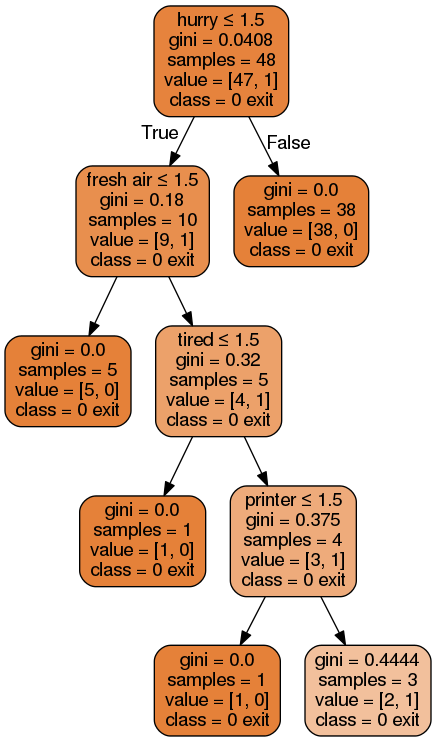 hurry ≤ 1.5
gini = 0.0408
samples = 48
value = [47, 1]
class = 0 exit
True
False
fresh air ≤ 1.5
gini = 0.18
samples = 10
value = [9, 1]
class = 0 exit
gini = 0.0
samples = 38
value = [38, 0]
class = 0 exit
gini = 0.0
samples = 5
value = [5, 0]
class = 0 exit
tired ≤ 1.5
gini = 0.32
samples = 5
value = [4, 1]
class = 0 exit
gini = 0.0
samples = 1
value = [1, 0]
class = 0 exit
printer ≤ 1.5
gini = 0.375
samples = 4
value = [3, 1]
class = 0 exit
gini = 0.0
samples = 1
value = [1, 0]
class = 0 exit
gini = 0.4444
samples = 3
value = [2, 1]
class = 0 exit